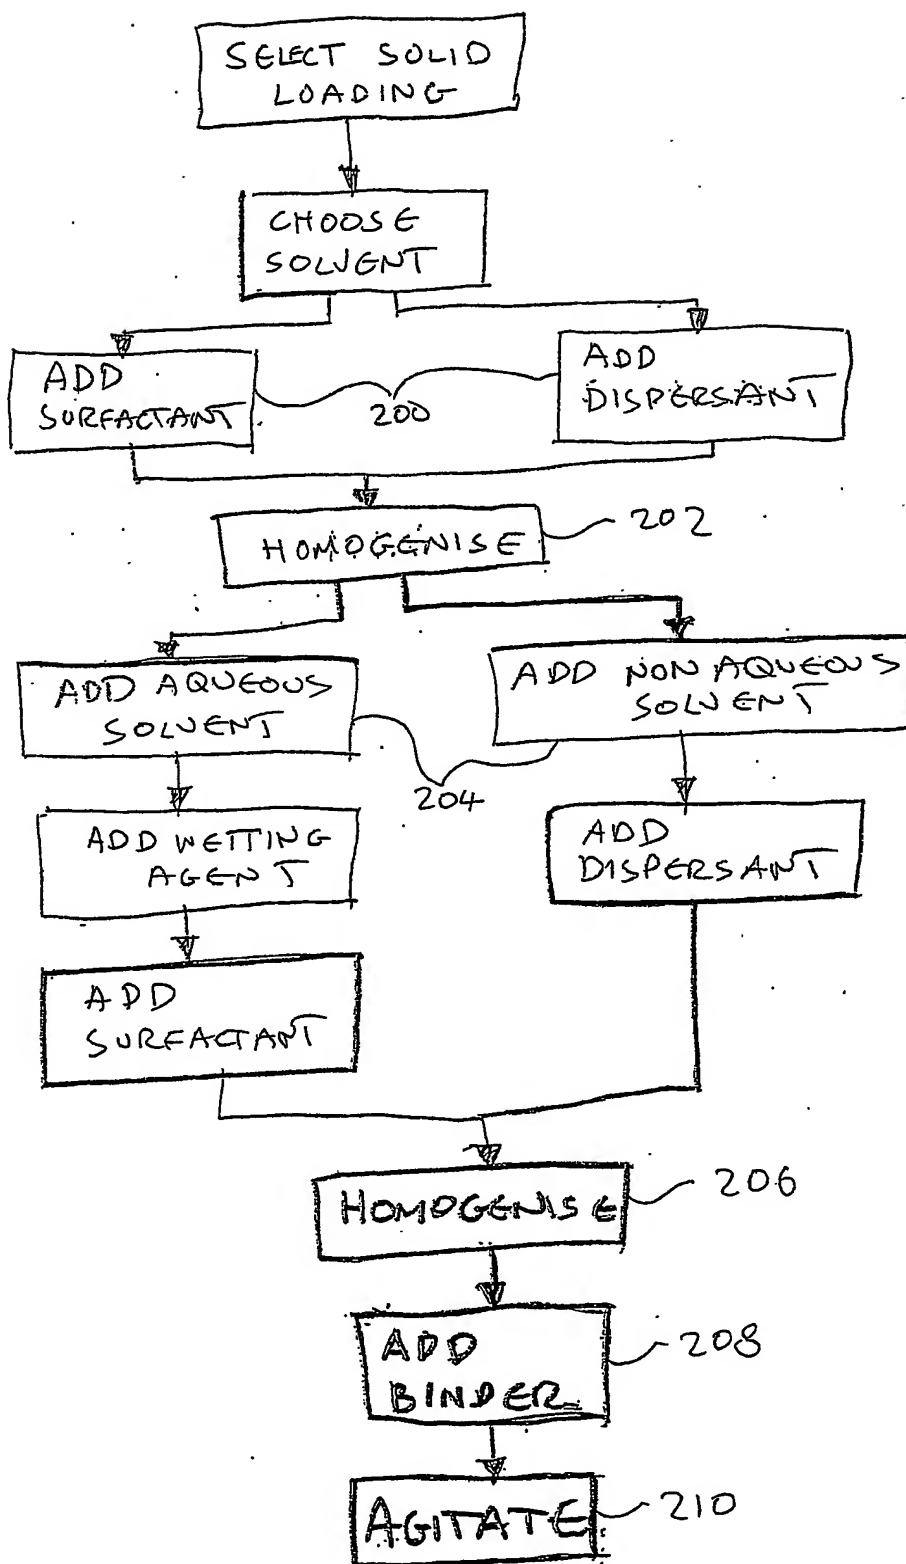 SELECT SOLID
LOADING
CHOOSE
SOLVENT
ADD
SURFACTANT
200
ADD
DISPERSANT
HOMOGENISE
202
ADD AQUEOUS
SOLVENT
ADD NON AQUEOUS
SOLVENT
204
ADD WETTING
AGENT
ADD
DISPERSANT
ADD
SURFACTANT
HOMOGENISE
206
ADD
BINDER
208
AGITATE
210